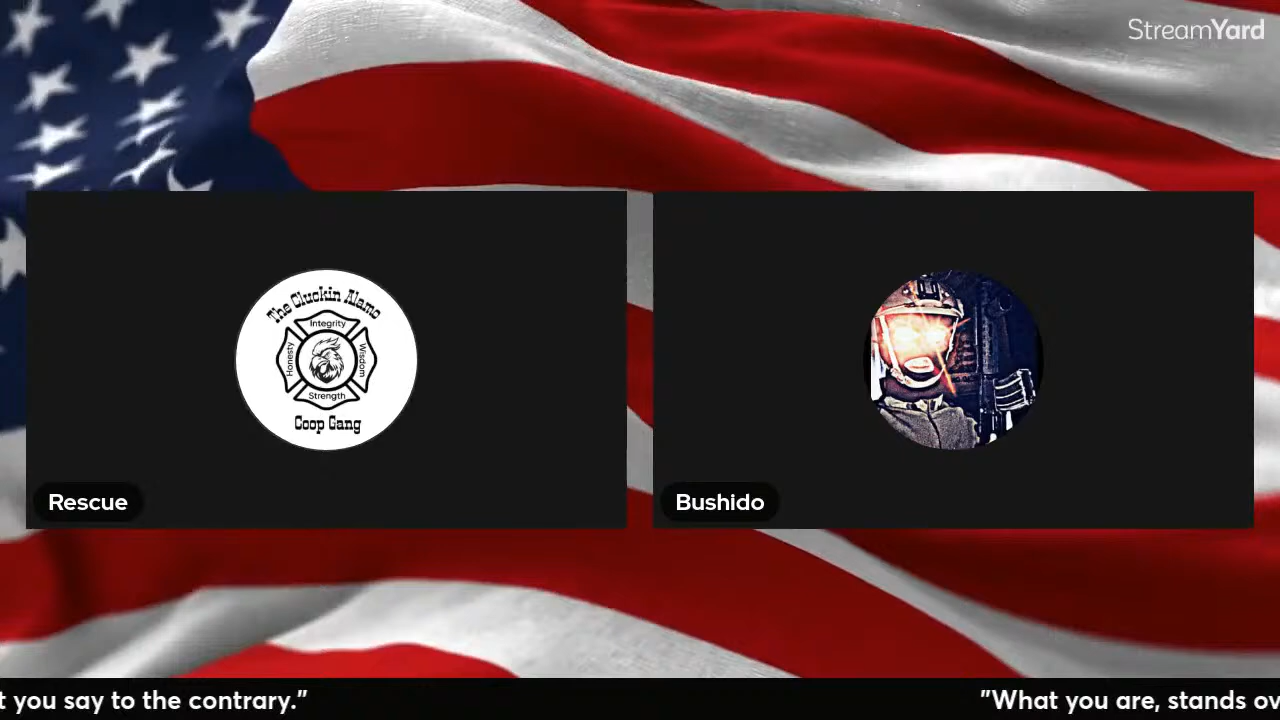 StreamYard
The Cluckin Alamo
Integrity
Honesty
Wisdom
Strength
Coop Gang
Rescue
Bushido
t you say to the contrary."
"What you are, stands ov